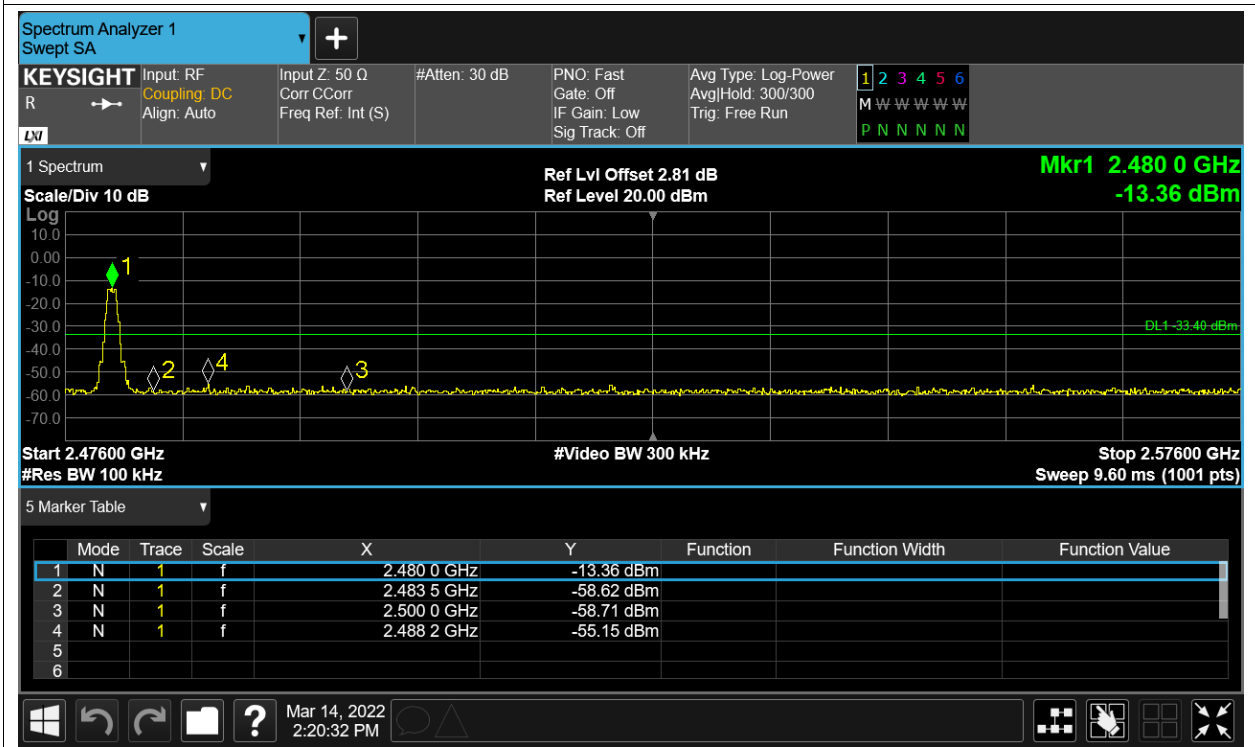 Spectrum Analyzer 1
Swept SA
KEYSIGHT Input: RF Input Z: 50 Ω #Atten: 30 dB PNO: Fast Avg Type: Log-Power 1 2 3 4 5 6
R Coupling: DC Corr CCorr Gate: Off Avg|Hold: 300/300 M W W W W W
Align: Auto Freq Ref: Int (S) IF Gain: Low Trig: Free Run
LXI Sig Track: Off P N N N N N
1 Spectrum Ref Lvl Offset 2.81 dB Mkr1 2.480 0 GHz
Scale/Div 10 dB Ref Level 20.00 dBm -13.36 dBm
Log
10.0
0.00
1
-10.0
-20.0
-30.0 DL1 -33.40 dBm
-40.0
2 4 3
-50.0
-60.0
-70.0
Start 2.47600 GHz #Video BW 300 kHz Stop 2.57600 GHz
#Res BW 100 kHz Sweep 9.60 ms (1001 pts)
5 Marker Table
Mode Trace Scale X Y Function Function Width Function Value
1 N 1 f 2.480 0 GHz -13.36 dBm
2 N 1 f 2.483 5 GHz -58.62 dBm
3 N 1 f 2.500 0 GHz -58.71 dBm
4 N 1 f 2.488 2 GHz -55.15 dBm
5
6
? Mar 14, 2022
2:20:32 PM